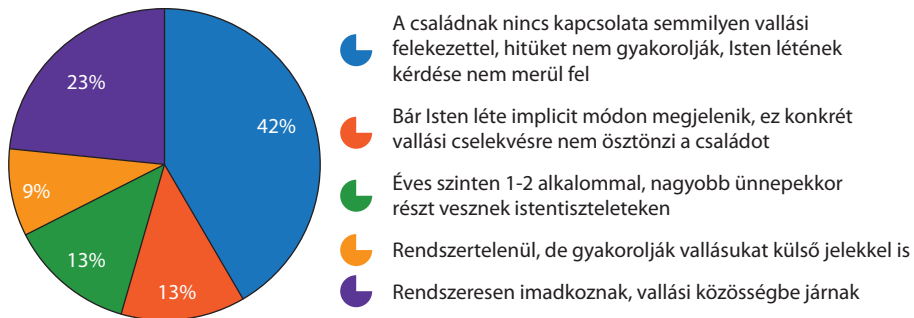 A családnak nincs kapcsolata semmilyen vallási
felekezettel, hitüket nem gyakorolják, Isten létének
kérdése nem merül fel
Bár Isten léte implicit módon megjelenik, ez konkrét
vallási cselekvésre nem ösztönzi a családot
Éves szinten 1-2 alkalommal, nagyobb ünnepekkor
részt vesznek istentiszteleteken
Rendszertelenül, de gyakorolják vallásukat külső jelekkel is
Rendszeresen imadkoznak, vallási közösségbe járnak
23%
42%
9%
13%
13%